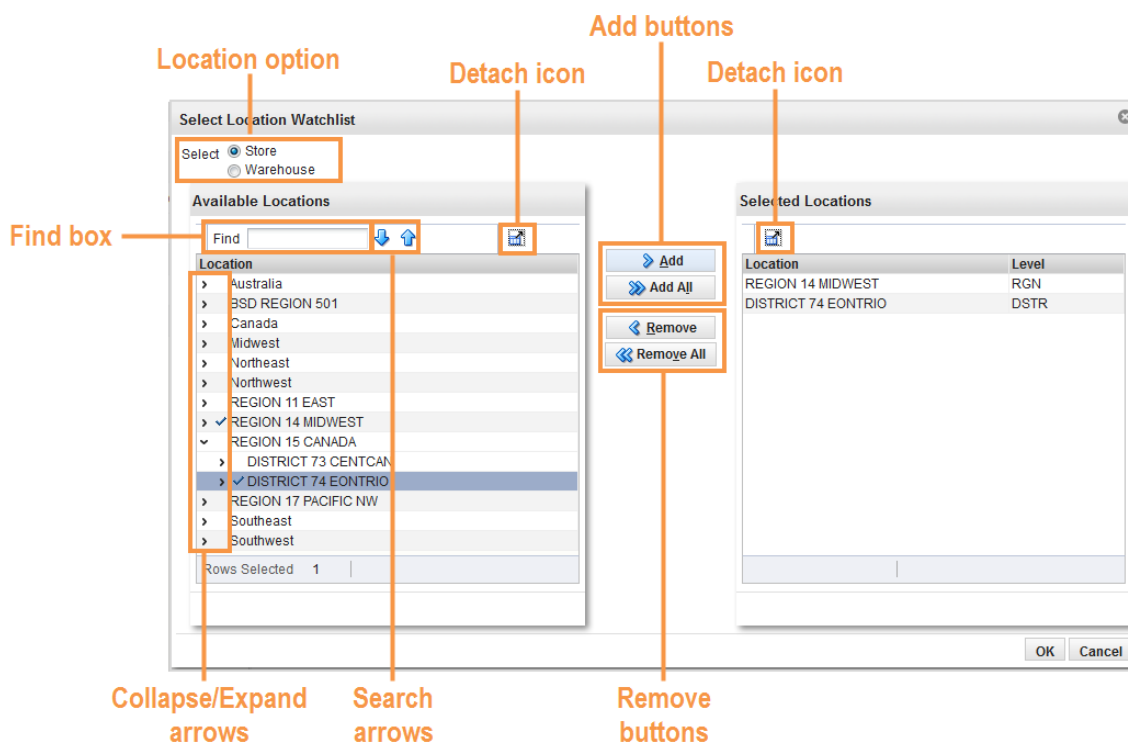 Add buttons
Location option
Detach icon
Detach icon
Select Location Watchlist
Select Store
Warehouse
Available Locations
Selected Locations
Find box
Find
Location
Add
Location Level
Australia
Add All
REGION 14 MIDWEST RGN
BSD REGION 501
DISTRICT 74 EONTRIO DSTR
Canada
Remove
Midwest
Remove All
Northeast
Northwest
REGION 11 EAST
REGION 14 MIDWEST
REGION 15 CANADA
DISTRICT 73 CENTCAN
DISTRICT 74 EONTRIO
REGION 17 PACIFIC NW
Southeast
Southwest
Rows Selected 1
OK Cancel
Collapse/Expand
arrows
Search
arrows
Remove
buttons